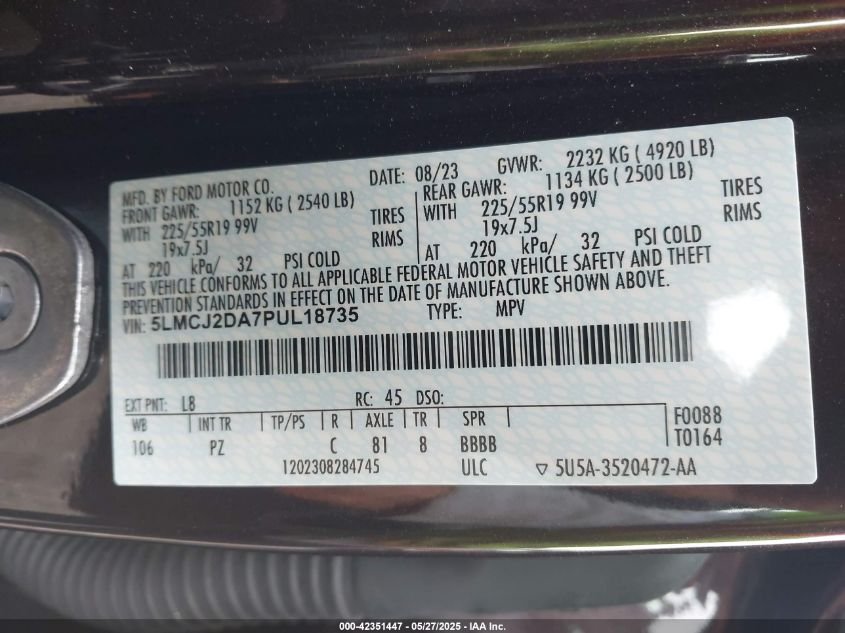 MFD. BY FORD MOTOR CO.
DATE: 08/23 GVWR: 2232 KG ( 4920 LB)
FRONT GAWR: 1152 KG ( 2540 LB)
REAR GAWR: 1134 KG ( 2500 LB)
WITH 225/55R19 99V TIRES
19x7.5J RIMS
AT 220 kPa/ 32 PSI COLD
WITH 225/55R19 99V TIRES
19x7.5J RIMS
AT 220 kPa/ 32 PSI COLD
THIS VEHICLE CONFORMS TO ALL APPLICABLE FEDERAL MOTOR VEHICLE SAFETY AND THEFT
PREVENTION STANDARDS IN EFFECT ON THE DATE OF MANUFACTURE SHOWN ABOVE.
VIN: 5LMCJ2DA7PUL18735 TYPE: MPV
EXT PNT: L8 RC: 45 DSO:
WB INT TR TP/PS R AXLE TR SPR F0088
106 PZ C 81 8 BBBB T0164
1202308284745 ULC ▽ 5U5A-3520472-AA
000-42351447 - 05/27/2025 - IAA Inc.